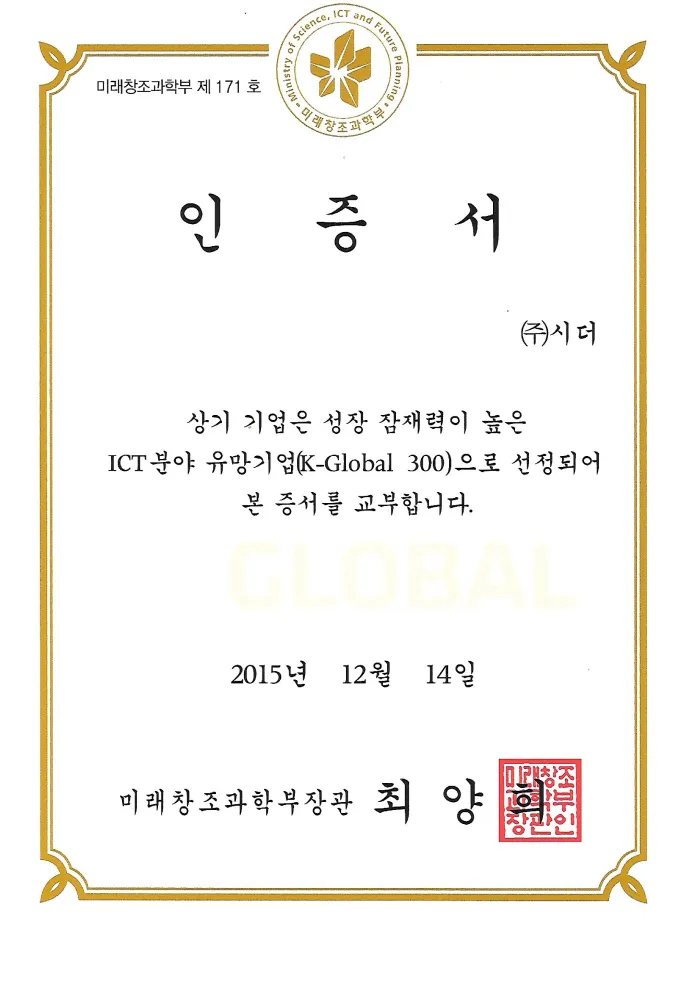 Ministry of Science, ICT and Future Planning
미래창조과학부
미래창조과학부 제 171 호
인 증 서
㈜시더
상기 기업은 성장 잠재력이 높은
ICT분야 유망기업(K-Global 300)으로 선정되어
본 증서를 교부합니다.
GLOBAL
2015년 12월 14일
미래창조과학부장관 최 양 희
미래창조
과학부
장관인